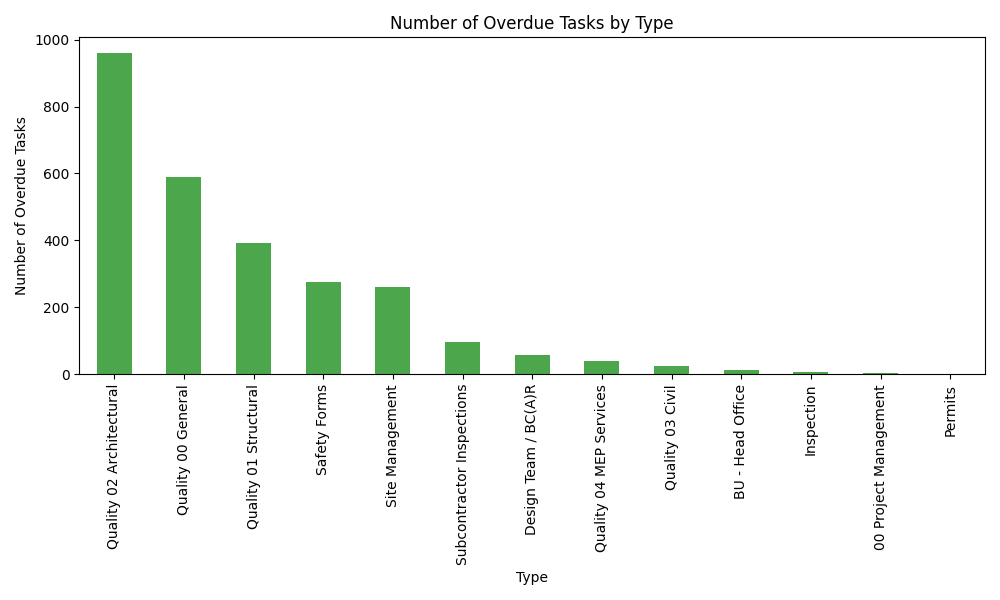 Number of Overdue Tasks by Type
Number of Overdue Tasks
1000
800
600
400
200
0
Quality 02 Architectural
Quality 00 General
Quality 01 Structural
Safety Forms
Site Management
Subcontractor Inspections
Design Team / BC(A)R
Quality 04 MEP Services
Quality 03 Civil
BU - Head Office
Inspection
00 Project Management
Permits
Type